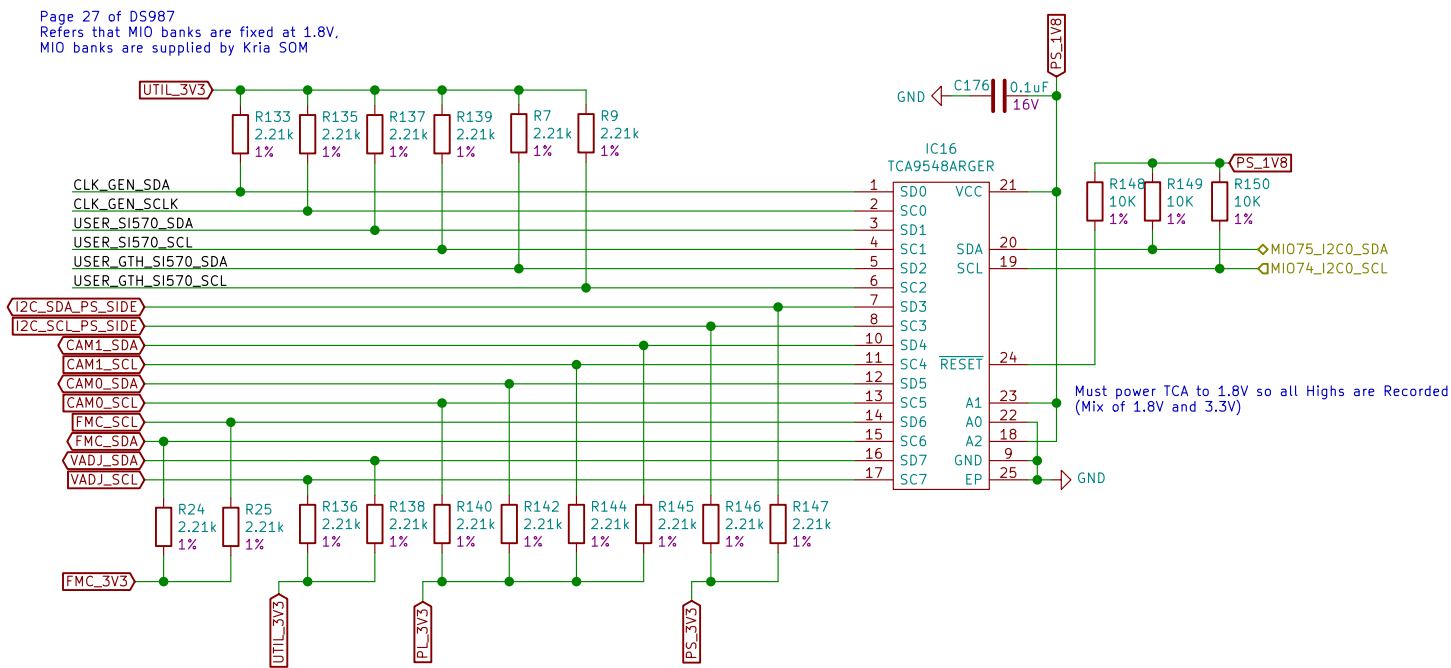 Page 27 of DS987
Refers that MIO banks are fixed at 1.8V,
MIO banks are supplied by Kria SOM
PS_1V8
UTIL_3V3
C176
0.1uF
16V
GND
R133
2.21k
1%
R135
2.21k
1%
R137
2.21k
1%
R139
2.21k
1%
R7
2.21k
1%
R9
2.21k
1%
IC16
TCA9548ARGER
PS_1V8
R148
10K
1%
R149
10K
1%
R150
10K
1%
CLK_GEN_SDA
CLK_GEN_SCLK
USER_SI570_SDA
USER_SI570_SCL
USER_GTH_SI570_SDA
USER_GTH_SI570_SCL
I2C_SDA_PS_SIDE
I2C_SCL_PS_SIDE
CAM1_SDA
CAM1_SCL
CAM0_SDA
CAM0_SCL
FMC_SCL
FMC_SDA
VADJ_SDA
VADJ_SCL
1 SD0
2 SC0
3 SD1
4 SC1
5 SD2
6 SC2
7 SD3
8 SC3
10 SD4
11 SC4
12 SD5
13 SC5
14 SD6
15 SC6
16 SD7
17 SC7
VCC 21
SDA 20
SCL 19
RESET 24
A1 23
A0 22
A2 18
GND 9
EP 25
MIO75_I2C0_SDA
MIO74_I2C0_SCL
Must power TCA to 1.8V so all Highs are Recorded
(Mix of 1.8V and 3.3V)
GND
R24
2.21k
1%
R25
2.21k
1%
R136
2.21k
1%
R138
2.21k
1%
R140
2.21k
1%
R142
2.21k
1%
R144
2.21k
1%
R145
2.21k
1%
R146
2.21k
1%
R147
2.21k
1%
FMC_3V3
UTIL_3V3
PL_3V3
PS_3V3